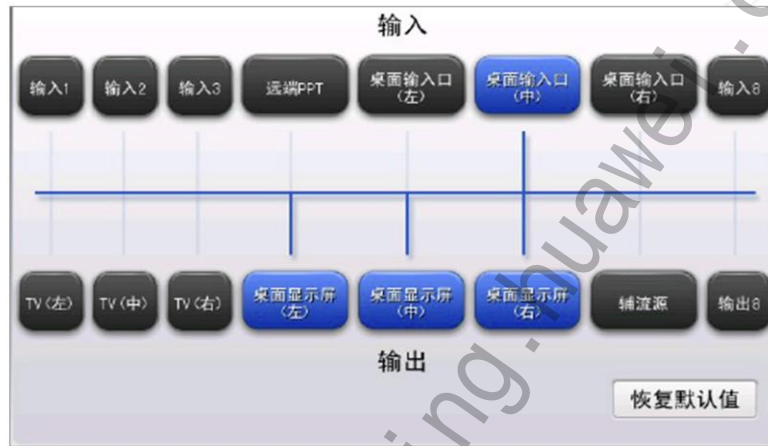 输入
输入1 输入2 输入3 远端PPT 桌面输入口(左) 桌面输入口(中) 桌面输入口(右) 输入8
TV(左) TV(中) TV(右) 桌面显示屏(左) 桌面显示屏(中) 桌面显示屏(右) 辅流源 输出8
输出
恢复默认值
ing.huawei.